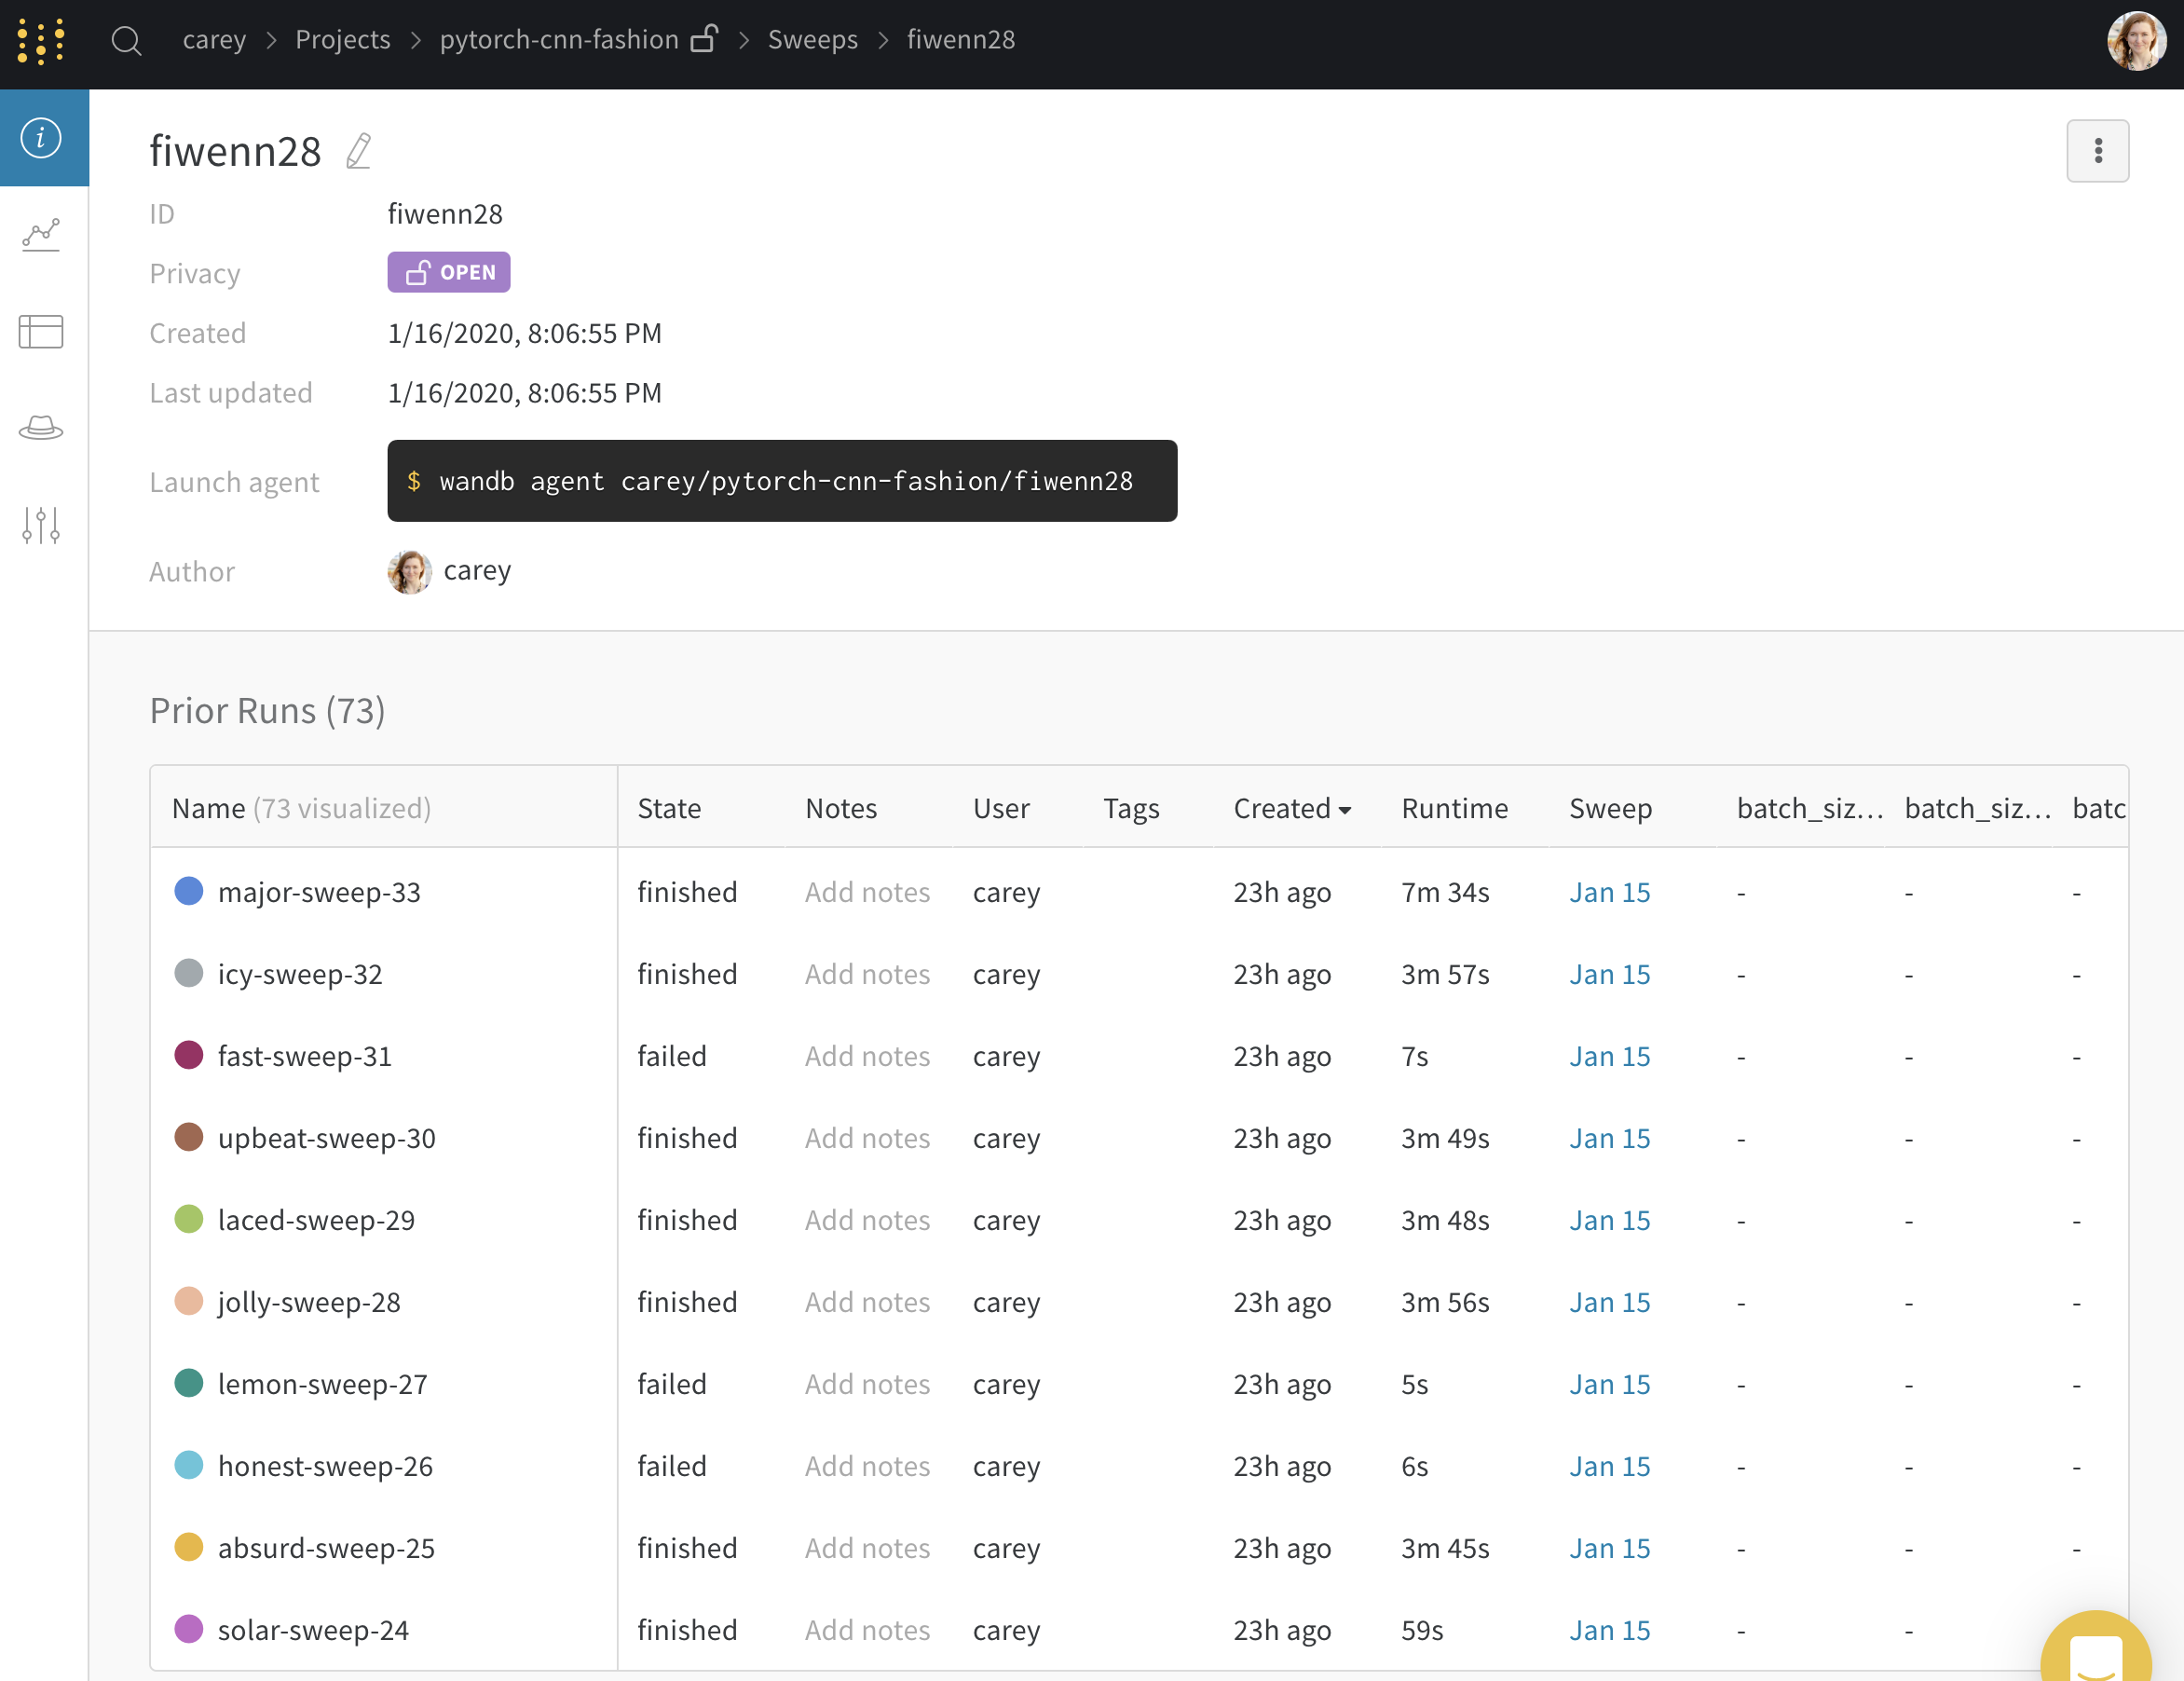 carey > Projects > pytorch-cnn-fashion > Sweeps > fiwenn28
i
fiwenn28
ID fiwenn28
Privacy OPEN
Created 1/16/2020, 8:06:55 PM
Last updated 1/16/2020, 8:06:55 PM
Launch agent $ wandb agent carey/pytorch-cnn-fashion/fiwenn28
Author carey
Prior Runs (73)
Name (73 visualized) State Notes User Tags Created Runtime Sweep batch_siz... batch_siz... batc
major-sweep-33 finished Add notes carey 23h ago 7m 34s Jan 15 - - -
icy-sweep-32 finished Add notes carey 23h ago 3m 57s Jan 15 - - -
fast-sweep-31 failed Add notes carey 23h ago 7s Jan 15 - - -
upbeat-sweep-30 finished Add notes carey 23h ago 3m 49s Jan 15 - - -
laced-sweep-29 finished Add notes carey 23h ago 3m 48s Jan 15 - - -
jolly-sweep-28 finished Add notes carey 23h ago 3m 56s Jan 15 - - -
lemon-sweep-27 failed Add notes carey 23h ago 5s Jan 15 - - -
honest-sweep-26 failed Add notes carey 23h ago 6s Jan 15 - - -
absurd-sweep-25 finished Add notes carey 23h ago 3m 45s Jan 15 - - -
solar-sweep-24 finished Add notes carey 23h ago 59s Jan 15 - -